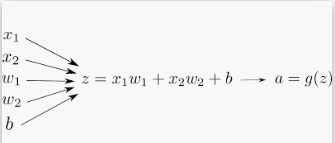 x₁
x₂
w₁
w₂
b
z = x₁w₁ + x₂w₂ + b → a = g(z)